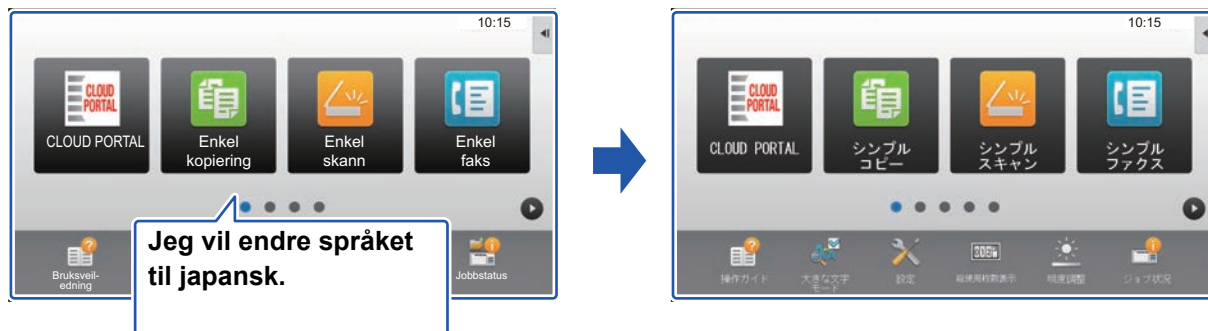 10:15
CLOUD
PORTAL
CLOUD PORTAL
Enkel
kopiering
Enkel
skann
Enkel
faks
Jeg vil endre språket
til japansk.
Bruksveil-
edning
Jobbstatus
10:15
CLOUD
PORTAL
CLOUD PORTAL
シンプル
コピー
シンプル
スキャン
シンプル
ファクス
操作ガイド
大きな文字
モード
設定
総使用枚数表示
明度調整
ジョブ状況